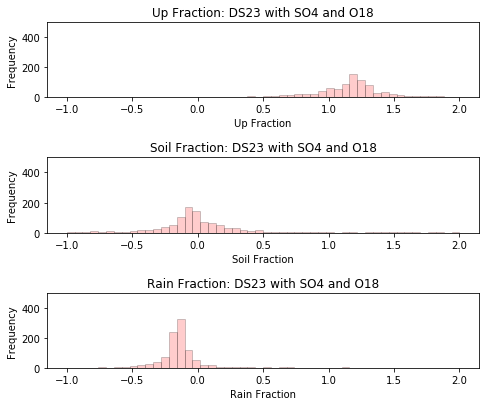 Up Fraction: DS23 with SO4 and O18
400
200
0
Frequency
−1.0 −0.5 0.0 0.5 1.0 1.5 2.0
Up Fraction
Soil Fraction: DS23 with SO4 and O18
400
200
0
Frequency
−1.0 −0.5 0.0 0.5 1.0 1.5 2.0
Soil Fraction
Rain Fraction: DS23 with SO4 and O18
400
200
0
Frequency
−1.0 −0.5 0.0 0.5 1.0 1.5 2.0
Rain Fraction